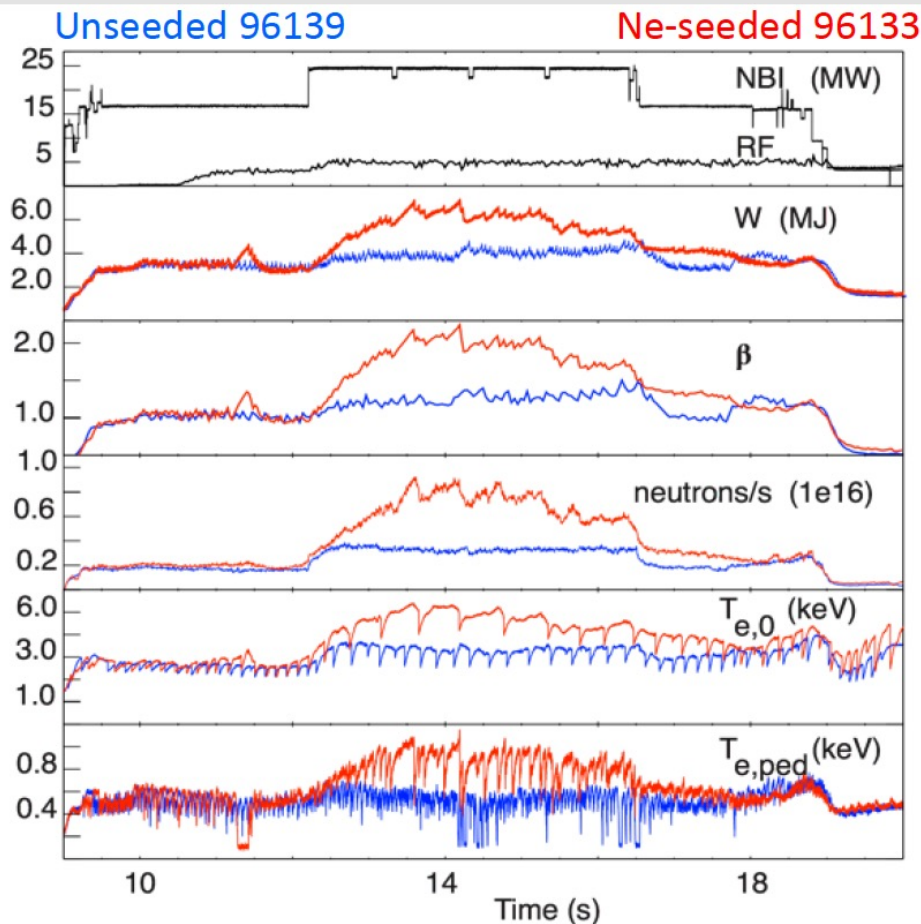 Unseeded 96139 Ne-seeded 96133
25
15
5
NBI (MW)
RF
6.0
4.0
2.0
W (MJ)
2.0
1.0
β
1.0
0.6
0.2
neutrons/s (1e16)
6.0
3.0
1.0
Te,0 (keV)
0.8
0.4
Te,ped (keV)
10 14 18
Time (s)